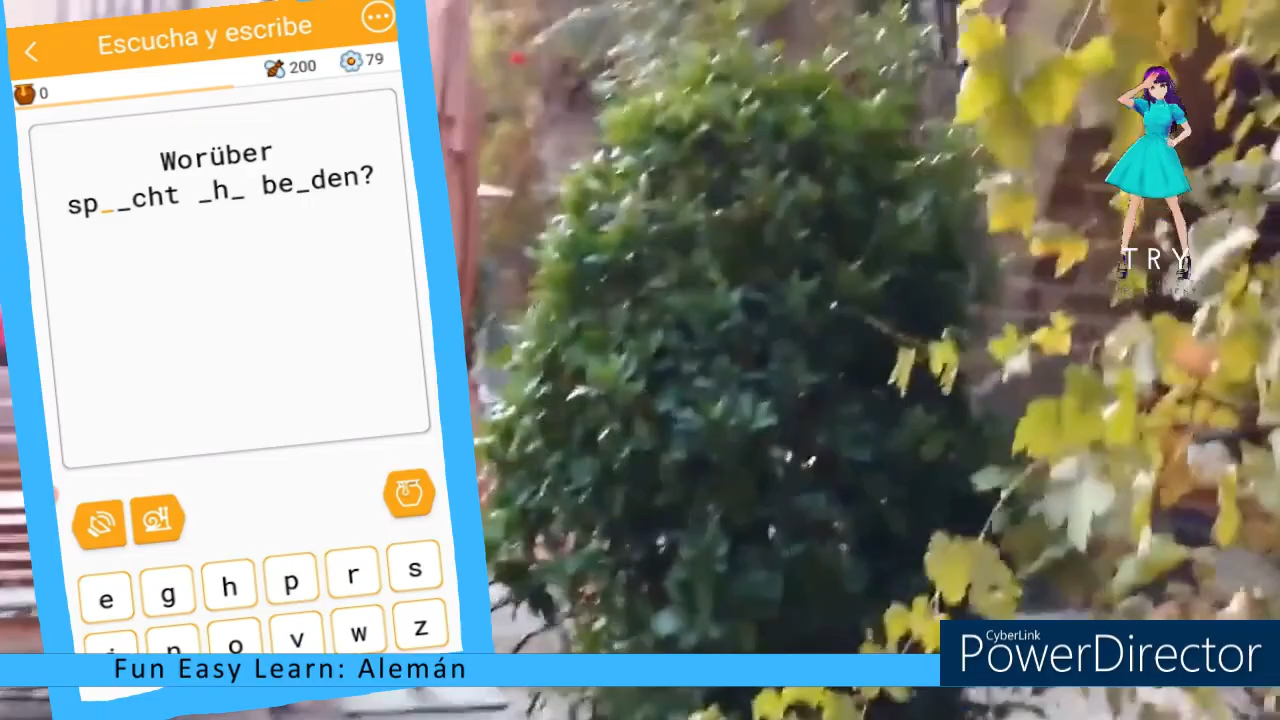 Escucha y escribe
200
79
0
Worüber
sp__cht _h_ be_den?
e g h p r s
n o v w z
TRY
Fun Easy Learn: Alemán
CyberLink
PowerDirector